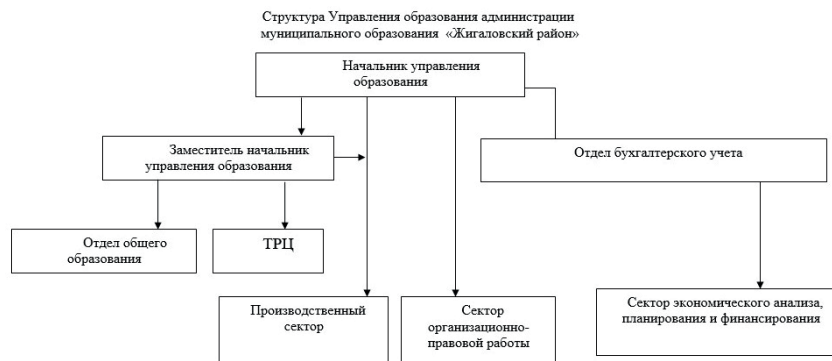 Структура Управления образования администрации
муниципального образования «Жигаловский район»
Начальник управления
образования
Заместитель начальник
управления образования
Отдел бухгалтерского учета
Отдел общего
образования
ТРЦ
Производственный
сектор
Сектор
организационно-
правовой работы
Сектор экономического анализа,
планирования и финансирования